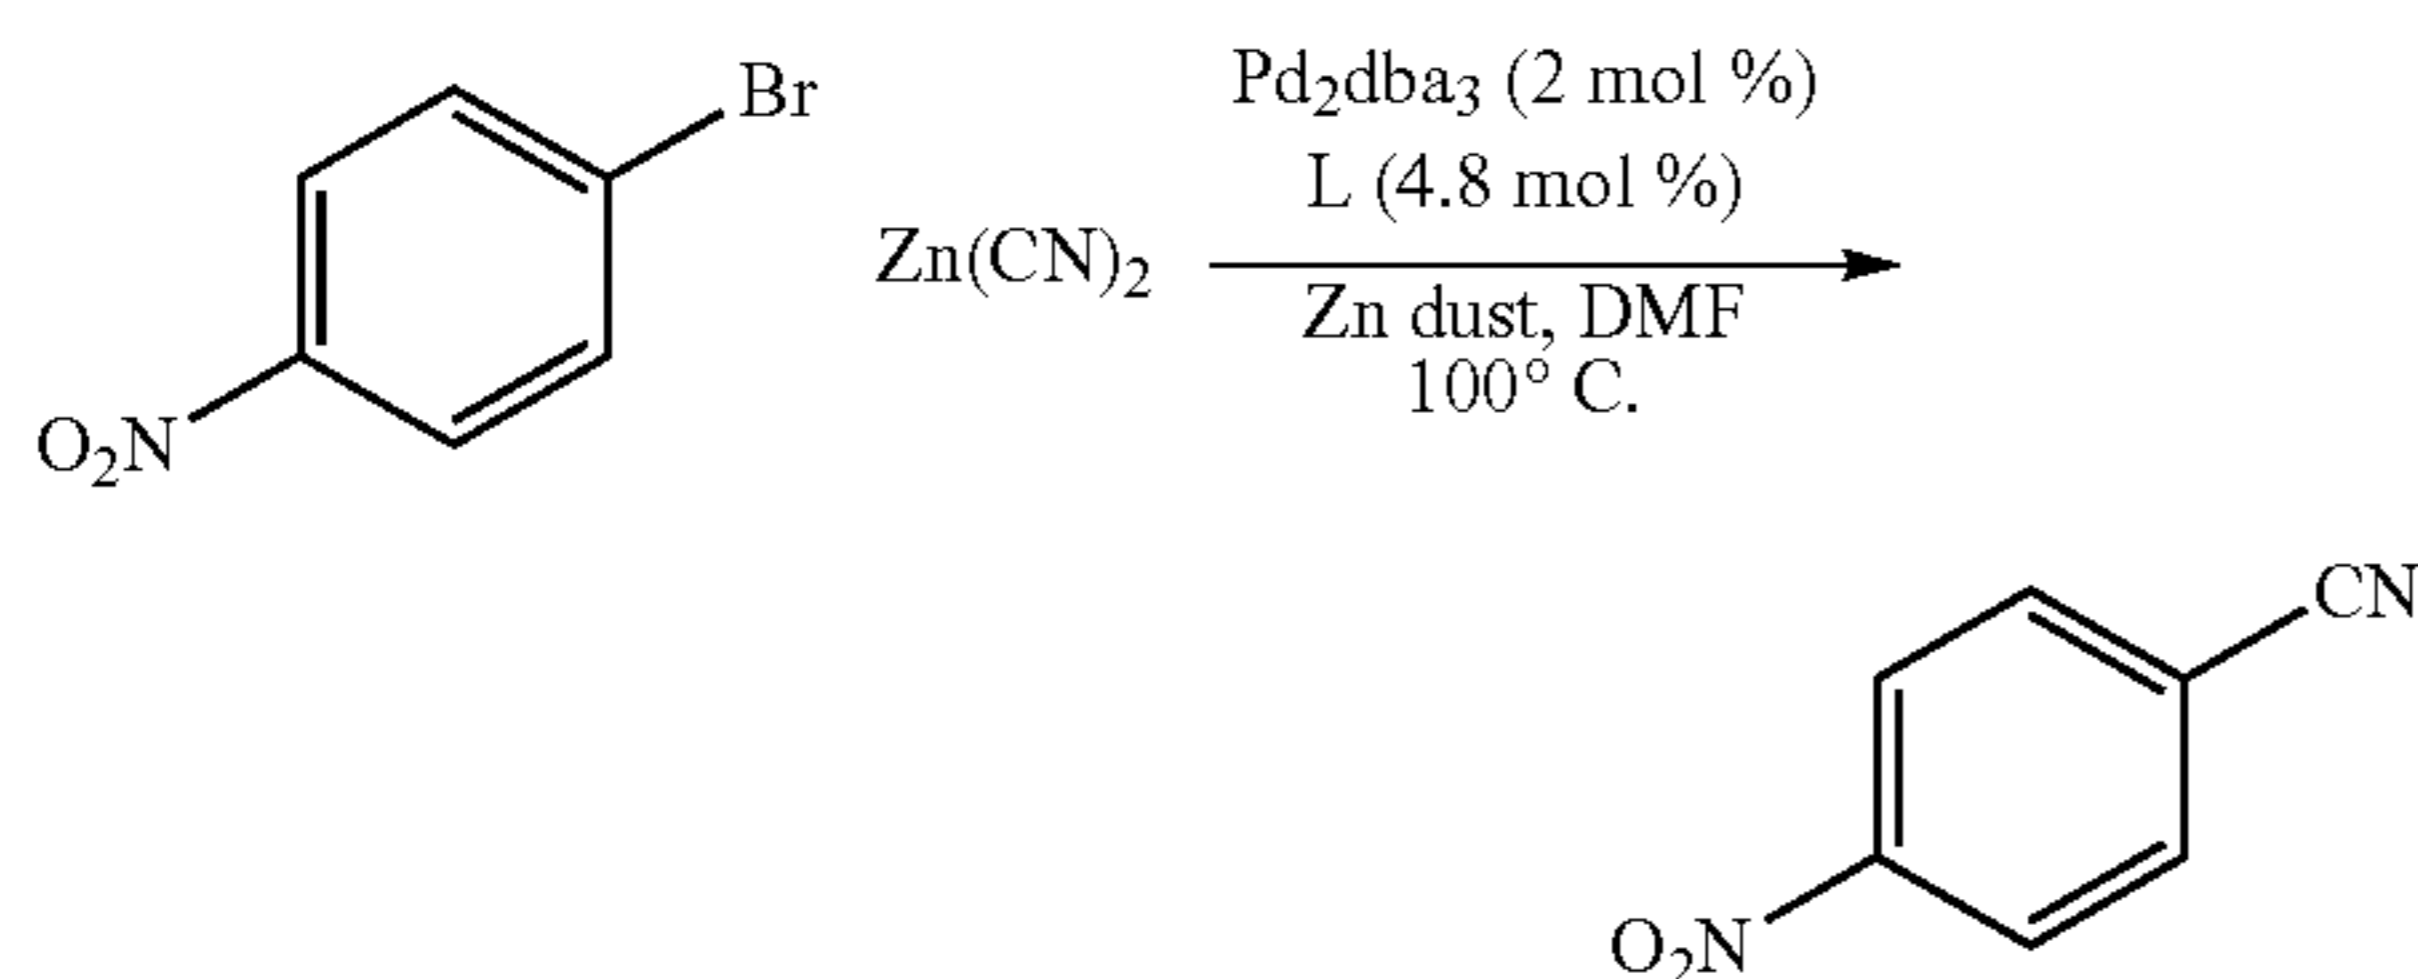 Br
Pd₂dba₃ (2 mol %)
L (4.8 mol %)
Zn(CN)₂
Zn dust, DMF
100° C.
O₂N
CN
O₂N